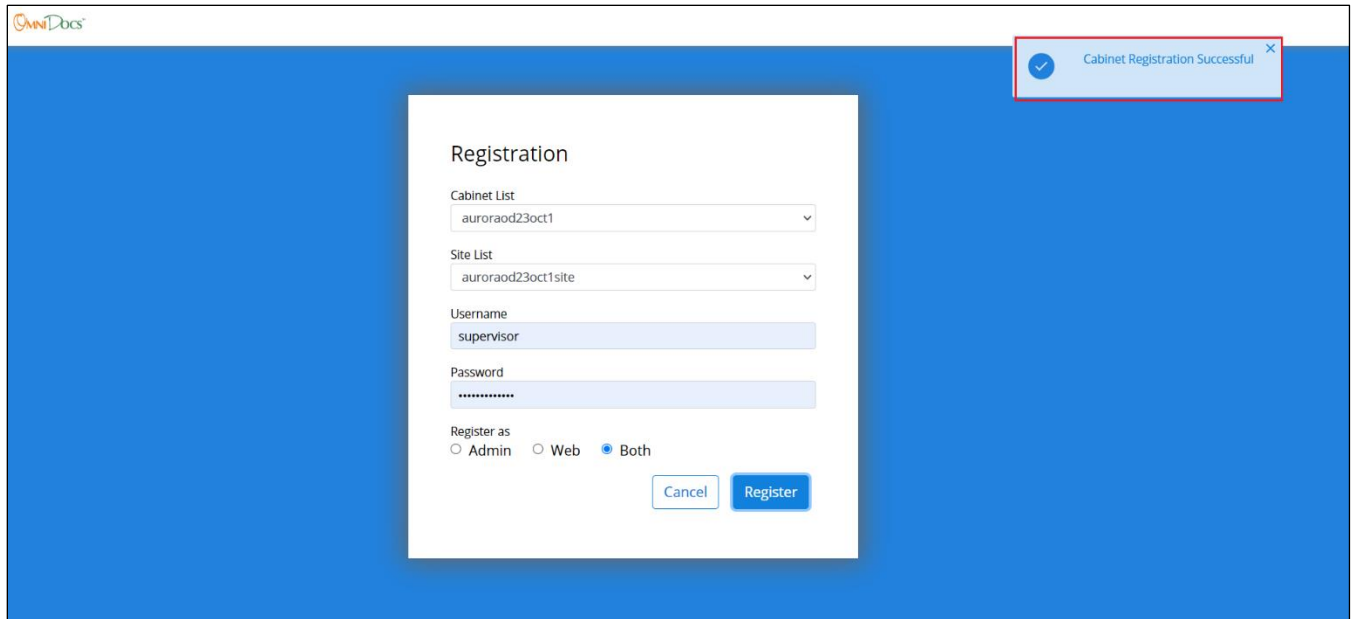 OmniDocs
Cabinet Registration Successful
Registration
Cabinet List
auroraod23oct1
Site List
auroraod23oct1site
Username
supervisor
Password
•••••••••••••
Register as
Admin Web Both
Cancel Register